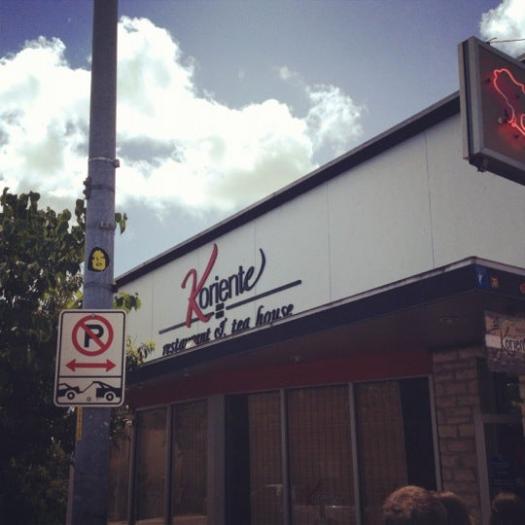 Koriente
restaurant & tea house
P